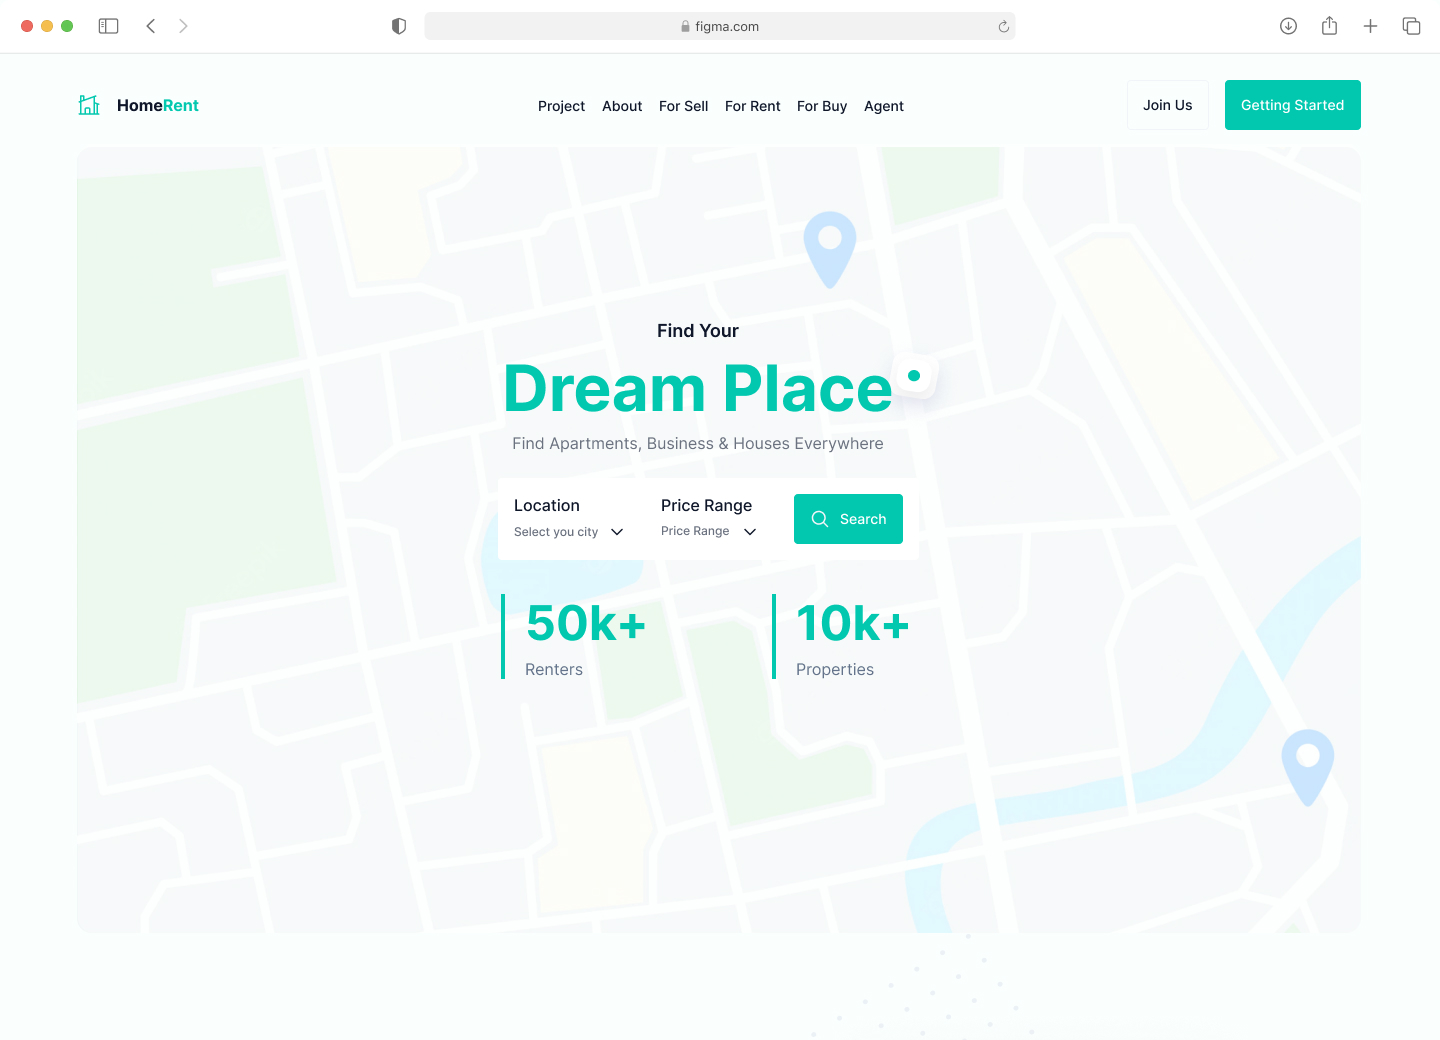 figma.com
HomeRent
Project About For Sell For Rent For Buy Agent
Join Us
Getting Started
Find Your
Dream Place
Find Apartments, Business & Houses Everywhere
Location
Select you city
Price Range
Price Range
Search
50k+
Renters
10k+
Properties